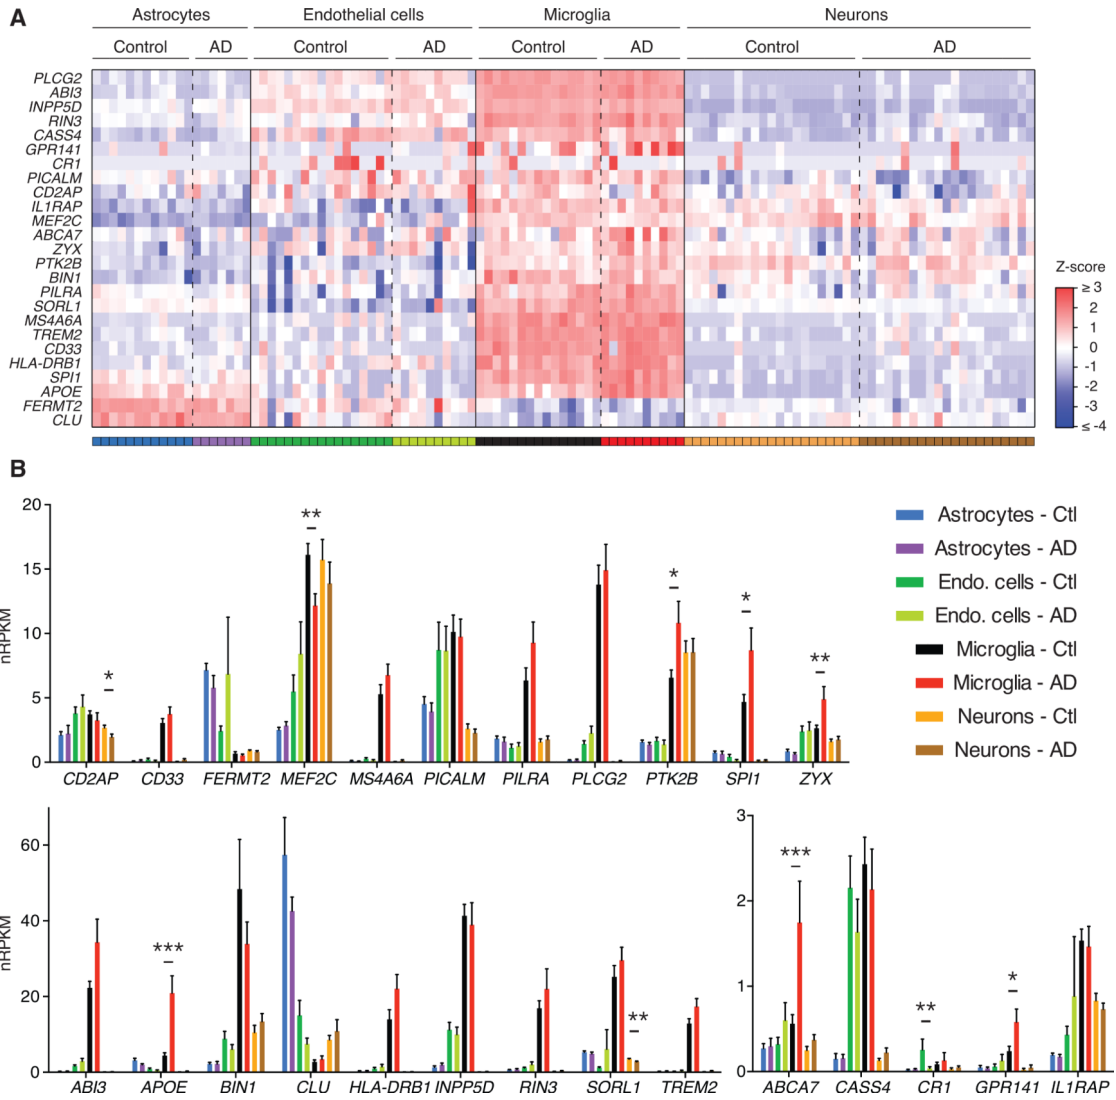 A
Astrocytes Endothelial cells Microglia Neurons
Control AD Control AD Control AD Control AD
PLCG2
ABI3
INPP5D
RIN3
CASS4
GPR141
CR1
PICALM
CD2AP
IL1RAP
MEF2C
ABCA7
ZYX
PTK2B
BIN1
PILRA
SORL1
MS4A6A
TREM2
CD33
HLA-DRB1
SPI1
APOE
FERMT2
CLU
Z-score
≥ 3
2
1
0
-1
-2
-3
≤ -4
B
nRPKM
20
15
10
5
0
*
**
*
*
**
CD2AP CD33 FERMT2 MEF2C MS4A6A PICALM PILRA PLCG2 PTK2B SPI1 ZYX
Astrocytes - Ctl
Astrocytes - AD
Endo. cells - Ctl
Endo. cells - AD
Microglia - Ctl
Microglia - AD
Neurons - Ctl
Neurons - AD
nRPKM
60
40
20
0
***
**
ABI3 APOE BIN1 CLU HLA-DRB1 INPP5D RIN3 SORL1 TREM2
3
2
1
0
***
**
*
ABCA7 CASS4 CR1 GPR141 IL1RAP